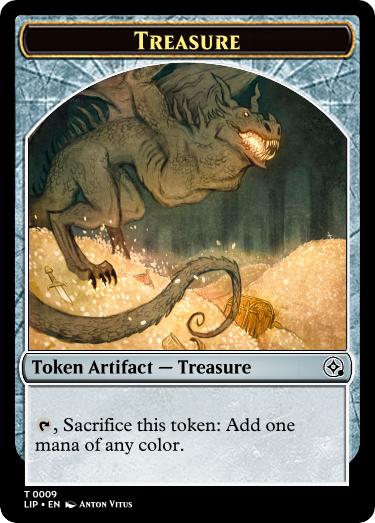 TREASURE
Token Artifact — Treasure
, Sacrifice this token: Add one
mana of any color.
T 0009
LIP • EN ANTON VITUS